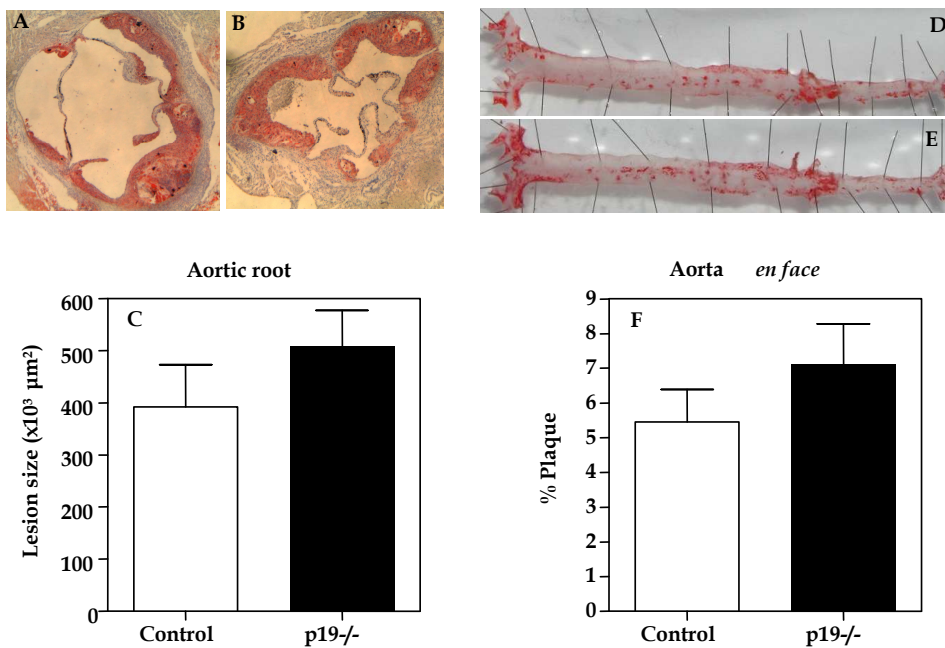 A
B
D
E
Aortic root
Lesion size (x10³ µm²)
600
500
400
300
200
100
0
C
Control
p19-/-
Aorta en face
% Plaque
9
8
7
6
5
4
3
2
1
0
F
Control
p19-/-